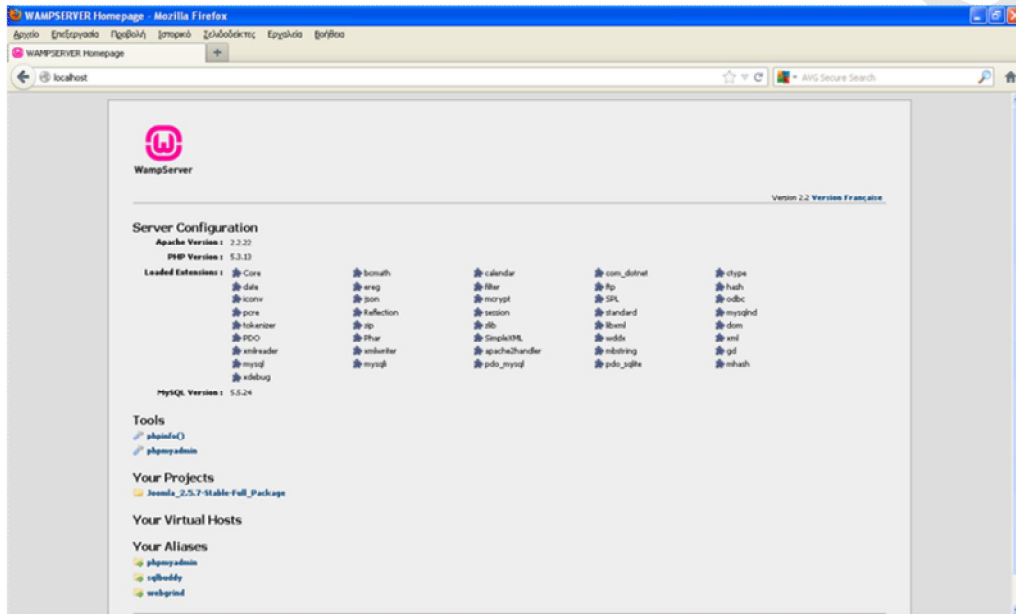 WAMPSERVER Homepage - Mozilla Firefox
Αρχείο Επεξεργασία Προβολή Ιστορικό Σελιδοδείκτες Εργαλεία Βοήθεια
WAMPSERVER Homepage
localhost
AVG Secure Search
WampServer
Version 2.2 Version Française
Server Configuration
Apache Version : 2.2.22
PHP Version : 5.3.13
Loaded Extensions : Core bcmath calendar com_dotnet ctype
date ereg filter ftp hash
iconv json mcrypt SPL odbc
pcre Reflection session standard mysqlnd
tokenizer zip zlib libxml dom
PDO Phar SimpleXML wddx xml
xmlreader xmlwriter apache2handler mbstring gd
mysql mysqli pdo_mysql pdo_sqlite mhash
xdebug
MySQL Version : 5.5.24
Tools
phpinfo()
phpmyadmin
Your Projects
Joomla_2.5.7-Stable-Full_Package
Your Virtual Hosts
Your Aliases
phpmyadmin
sqlbuddy
webgrind